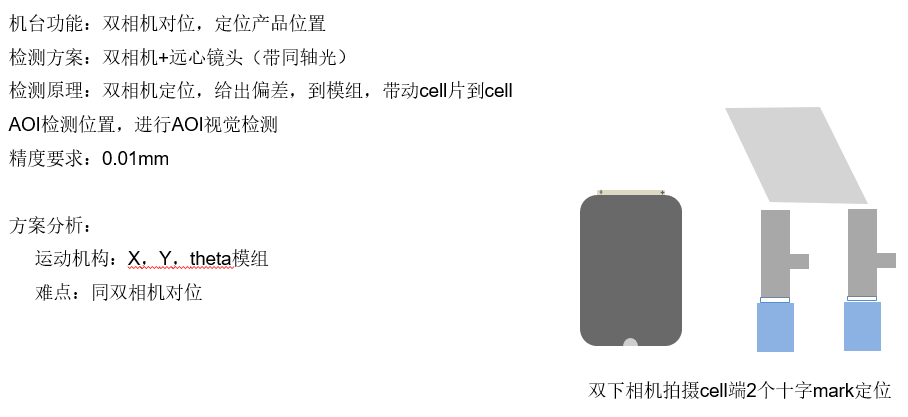 机台功能：双相机对位，定位产品位置
检测方案：双相机+远心镜头（带同轴光）
检测原理：双相机定位，给出偏差，到模组，带动cell片到cell
AOI检测位置，进行AOI视觉检测
精度要求：0.01mm
方案分析：
运动机构：X，Y，theta模组
难点：同双相机对位
双下相机拍摄cell端2个十字mark定位